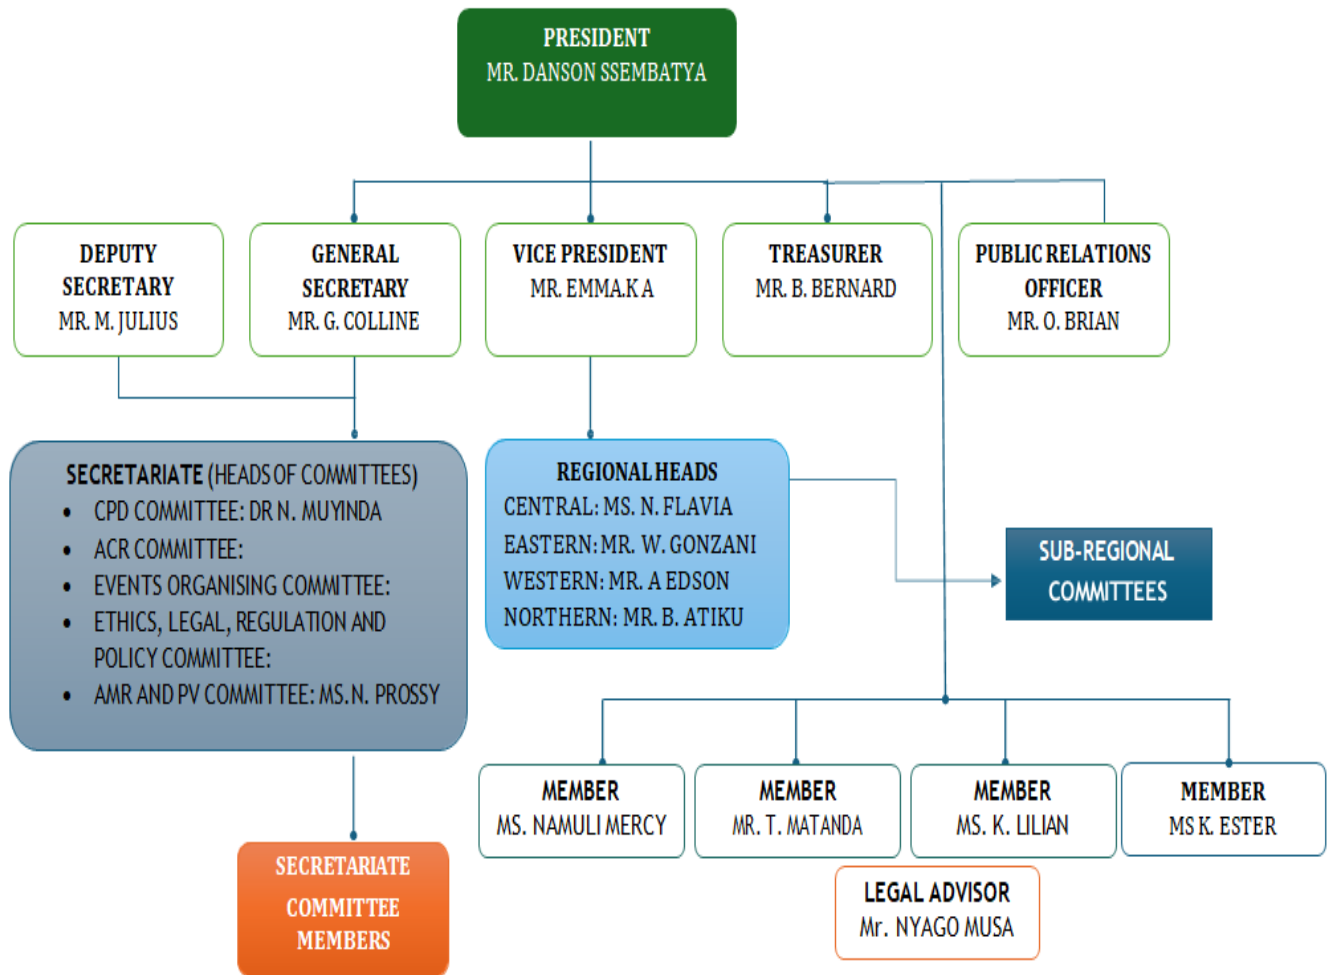 PRESIDENT
MR. DANSON SSEMBATYA
DEPUTY
SECRETARY
MR. M. JULIUS
GENERAL
SECRETARY
MR. G. COLLINE
VICE PRESIDENT
MR. EMMA.K A
TREASURER
MR. B. BERNARD
PUBLIC RELATIONS
OFFICER
MR. O. BRIAN
SECRETARIATE (HEADS OF COMMITTEES)
• CPD COMMITTEE: DR N. MUYINDA
• ACR COMMITTEE:
• EVENTS ORGANISING COMMITTEE:
• ETHICS, LEGAL, REGULATION AND
POLICY COMMITTEE:
• AMR AND PV COMMITTEE: MS. N. PROSSY
REGIONAL HEADS
CENTRAL: MS. N. FLAVIA
EASTERN: MR. W. GONZANI
WESTERN: MR. A EDSON
NORTHERN: MR. B. ATIKU
SUB-REGIONAL
COMMITTEES
MEMBER
MS. NAMULI MERCY
MEMBER
MR. T. MATANDA
MEMBER
MS. K. LILIAN
MEMBER
MS K. ESTER
SECRETARIATE
COMMITTEE
MEMBERS
LEGAL ADVISOR
Mr. NYAGO MUSA